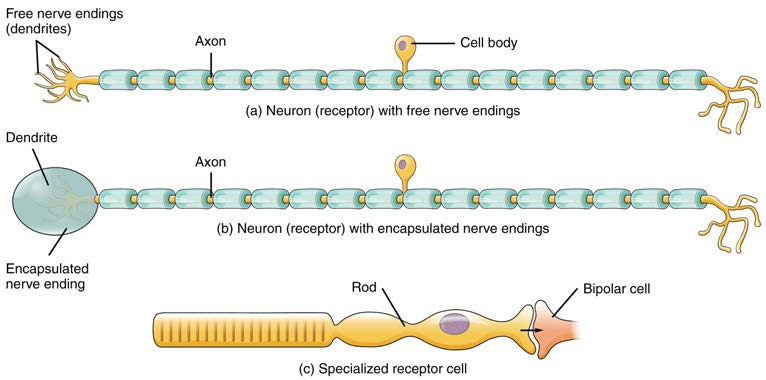 Free nerve endings
(dendrites)
Axon
Cell body
(a) Neuron (receptor) with free nerve endings
Dendrite
Axon
(b) Neuron (receptor) with encapsulated nerve endings
Encapsulated
nerve ending
Rod
Bipolar cell
(c) Specialized receptor cell